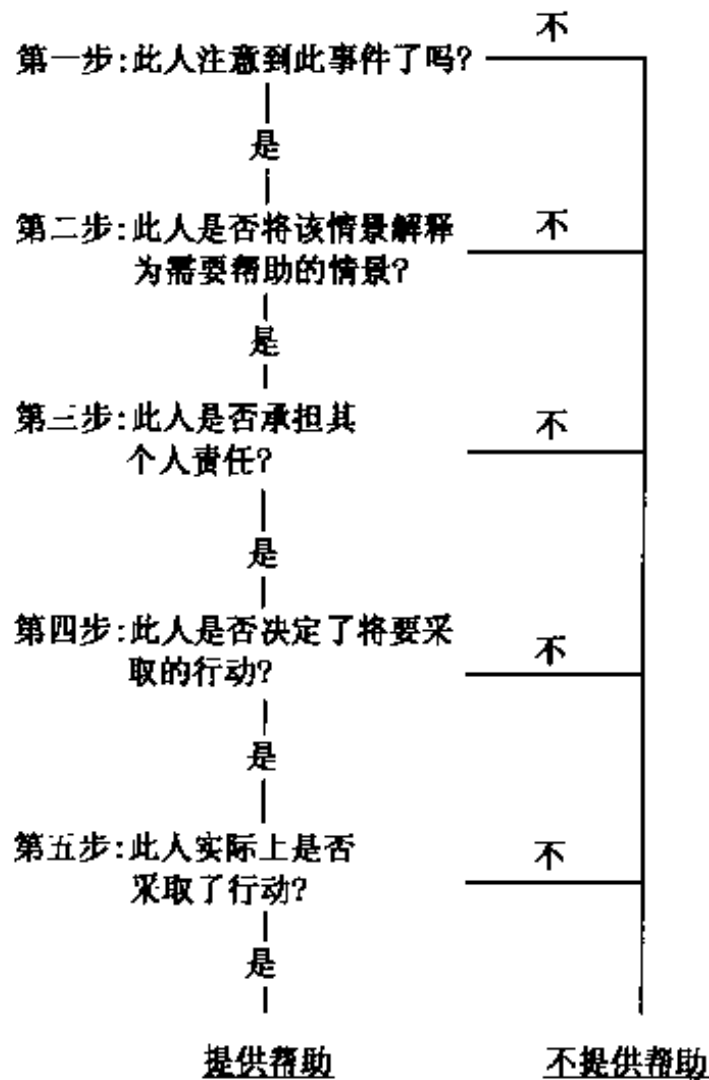 不
第一步:此人注意到此事件了吗?
是
第二步:此人是否将该情景解释
不
为需要帮助的情景?
是
第三步:此人是否承担其
不
个人责任?
是
第四步:此人是否决定了将要采
不
取的行动?
是
第五步:此人实际上是否
不
采取了行动?
是
提供帮助
不提供帮助